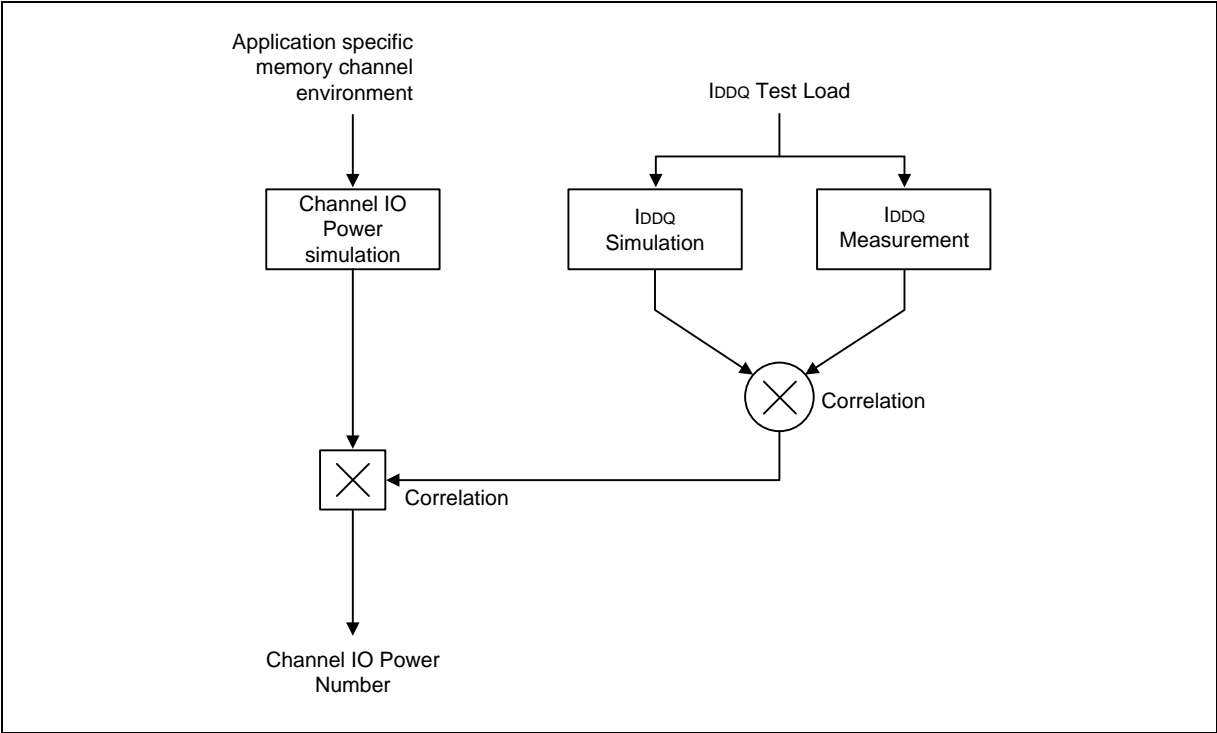 Application specific
memory channel
environment
IDDQ Test Load
Channel IO
Power
simulation
IDDQ
Simulation
IDDQ
Measurement
Correlation
Correlation
Channel IO Power
Number